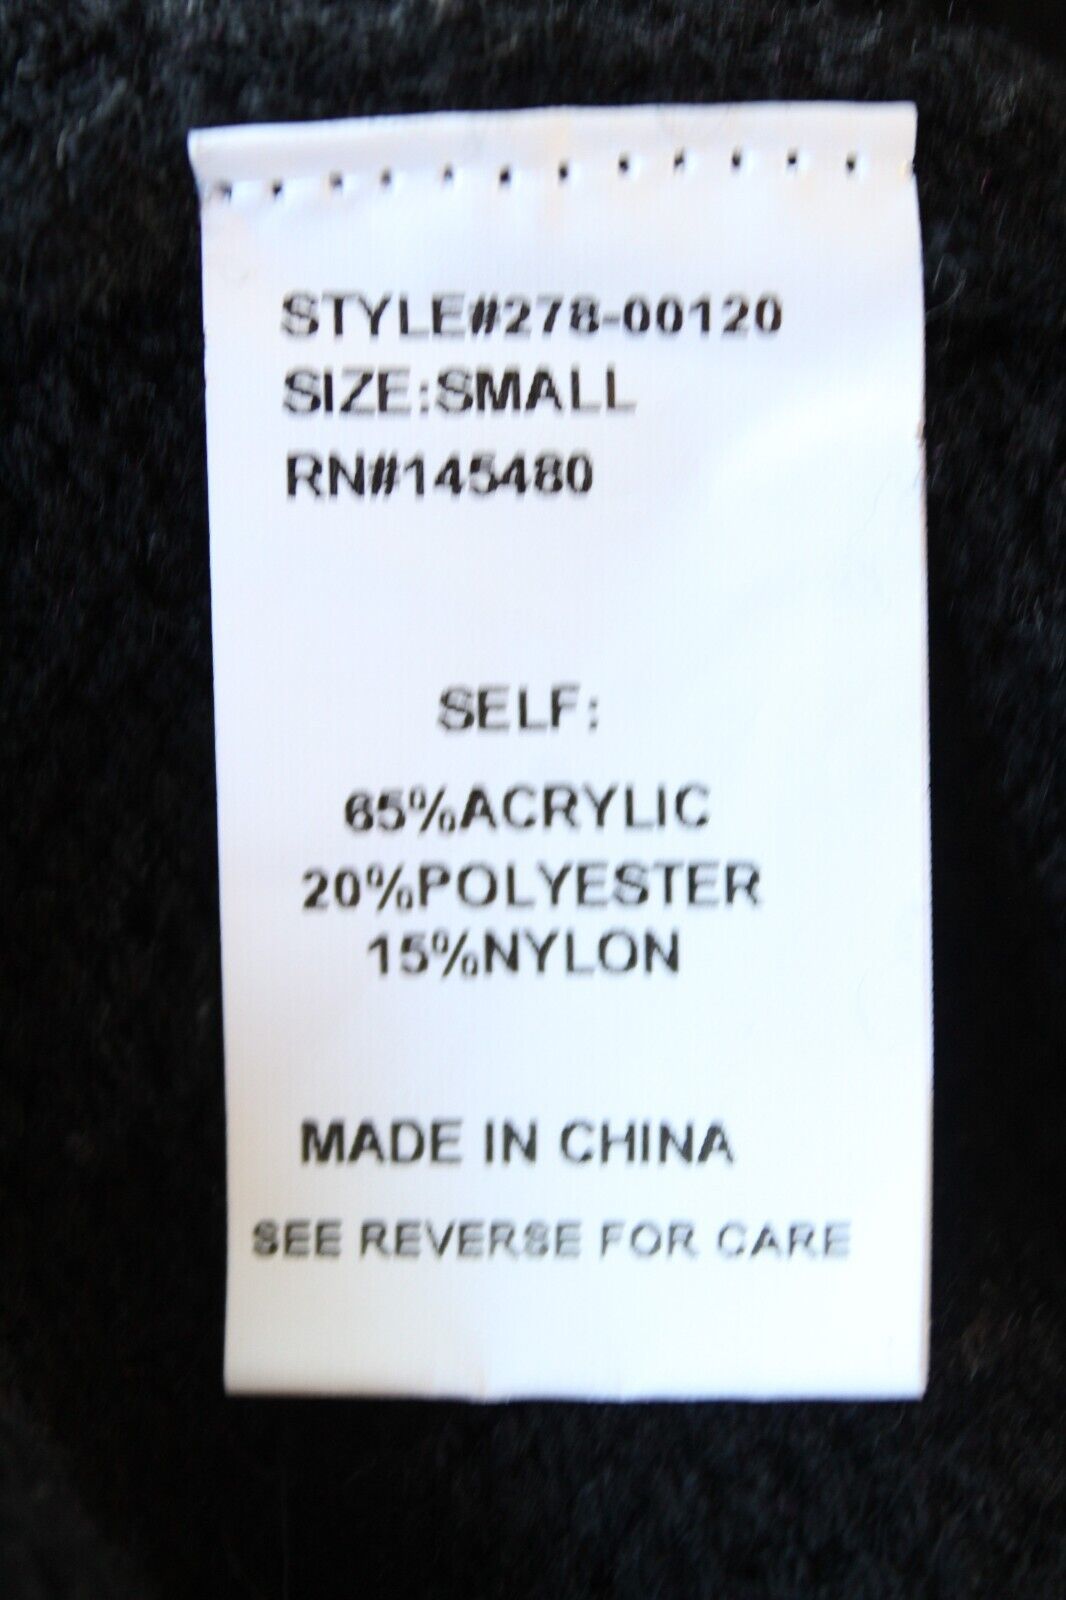 STYLE#278-00120
SIZE:SMALL
RN#145480
SELF:
65%ACRYLIC
20%POLYESTER
15%NYLON
MADE IN CHINA
SEE REVERSE FOR CARE